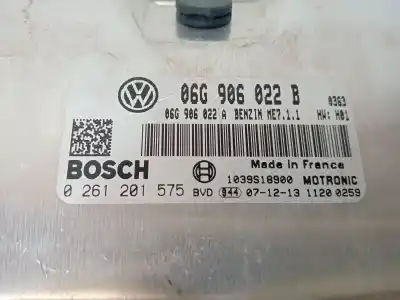 06G 906 022 B 0363
06G 906 022 A BENZIN ME7.1.1 HW: H01
BOSCH
Made in France
1039S18900 MOTRONIC
0 261 201 575 BVD 944 07-12-13 1120 0259